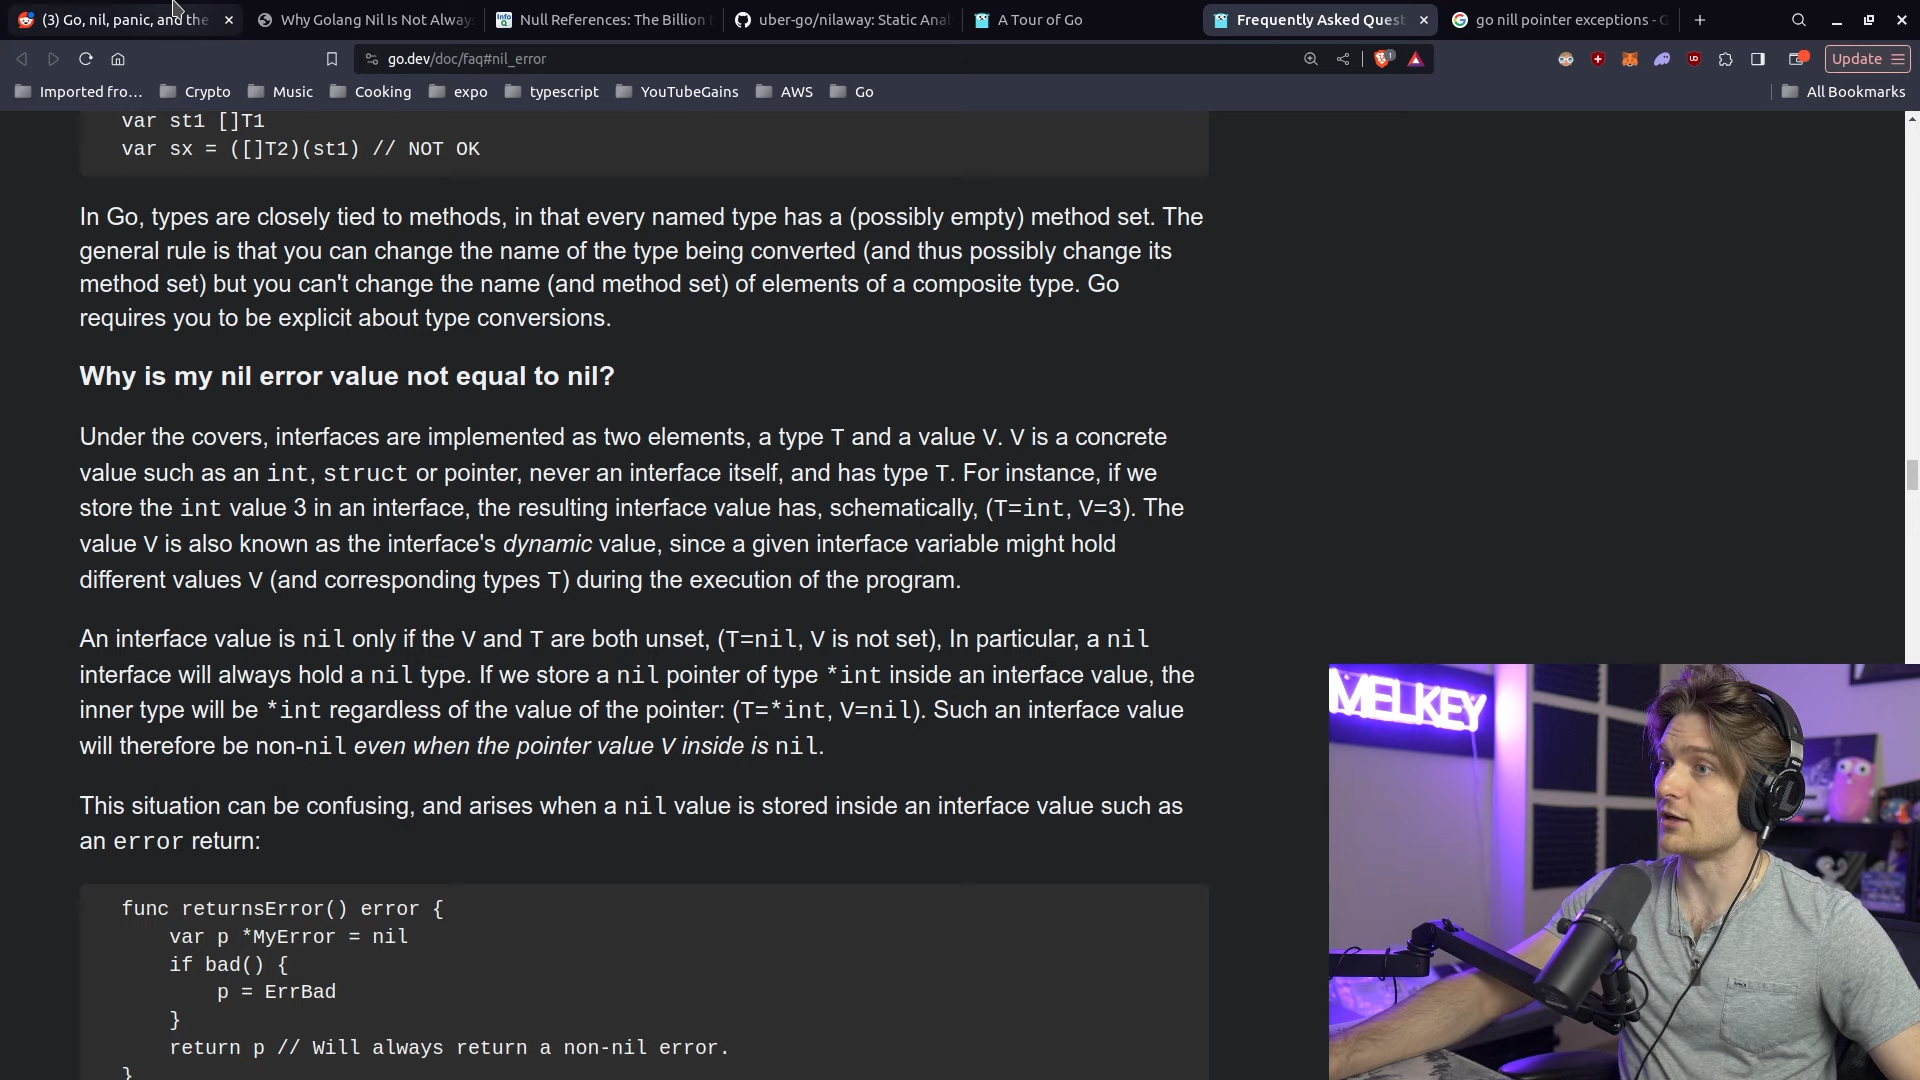 (3) Go, nil, panic, and the
Why Golang Nil Is Not Alway
Null References: The Billion
uber-go/nilaway: Static Anal
A Tour of Go
Frequently Asked Quest
go nill pointer exceptions - G
go.dev/doc/faq#nil_error
Update
Imported fro...
Crypto
Music
Cooking
expo
typescript
YouTubeGains
AWS
Go
All Bookmarks
var st1 []T1
var sx = ([]T2)(st1) // NOT OK
In Go, types are closely tied to methods, in that every named type has a (possibly empty) method set. The
general rule is that you can change the name of the type being converted (and thus possibly change its
method set) but you can't change the name (and method set) of elements of a composite type. Go
requires you to be explicit about type conversions.
Why is my nil error value not equal to nil?
Under the covers, interfaces are implemented as two elements, a type T and a value V. V is a concrete
value such as an int, struct or pointer, never an interface itself, and has type T. For instance, if we
store the int value 3 in an interface, the resulting interface value has, schematically, (T=int, V=3). The
value V is also known as the interface's dynamic value, since a given interface variable might hold
different values V (and corresponding types T) during the execution of the program.
An interface value is nil only if the V and T are both unset, (T=nil, V is not set), In particular, a nil
interface will always hold a nil type. If we store a nil pointer of type *int inside an interface value, the
inner type will be *int regardless of the value of the pointer: (T=*int, V=nil). Such an interface value
will therefore be non-nil even when the pointer value V inside is nil.
This situation can be confusing, and arises when a nil value is stored inside an interface value such as
an error return:
func returnsError() error {
var p *MyError = nil
if bad() {
p = ErrBad
}
return p // Will always return a non-nil error.
}
MELKEY